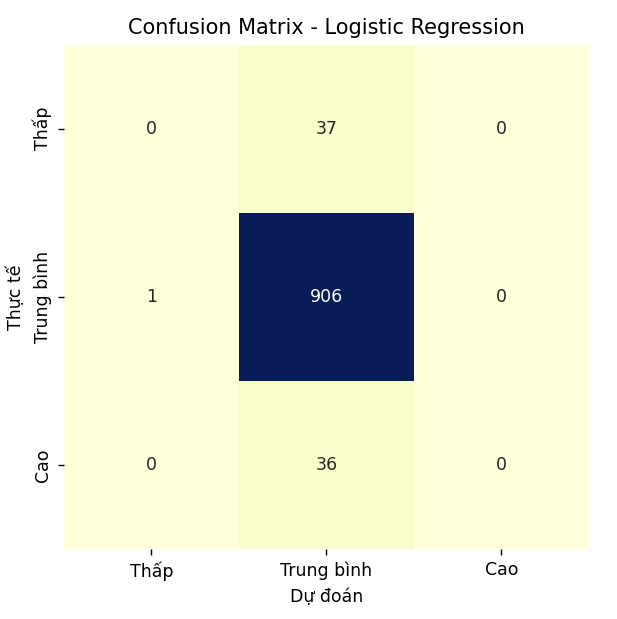 Confusion Matrix - Logistic Regression
Thực tế
Thấp
0 37 0
Trung bình
1 906 0
Cao
0 36 0
Thấp Trung bình Cao
Dự đoán